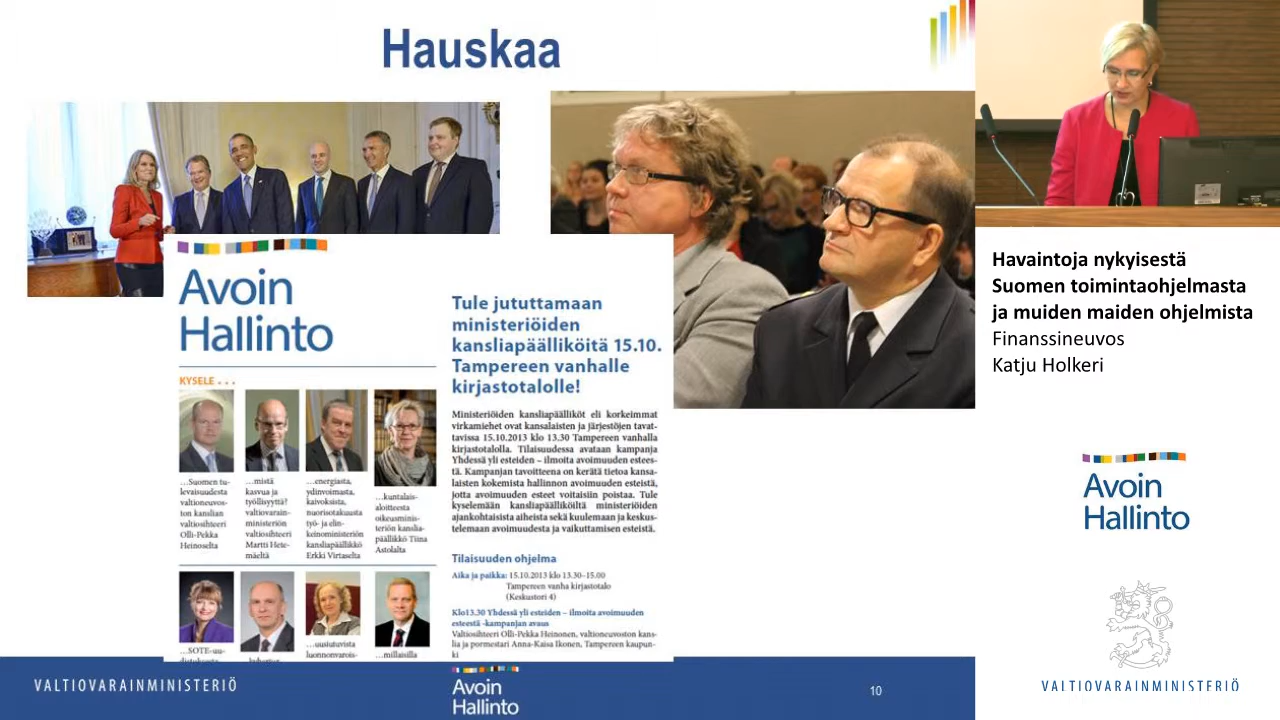 Hauskaa
Avoin
Hallinto
KYSELE . . .
...Suomen tu-
levaisuudesta
valtioneuvos-
ton kanslian
valtiosihteeri
Olli-Pekka
Heinoselta
...mistä
kasvua ja
työllisyyttä?
valtiovarain-
ministeriön
valtiosihteeri
Martti Hete-
mäeltä
...energiasta,
ydinvoimasta,
kaivoksista,
nuorisotakuusta
työ- ja elin-
keinoministeriön
kansliapäällikkö
Erkki Virtaselta
...kuntalais-
aloitteesta
oikeusminis-
teriön kanslia-
päällikkö Tiina
Astolalta
...SOTE-uu-
...uusiutuvista
luonnonvarois-
...millaisilla
Tule jututtamaan
ministeriöiden
kansliapäälliköitä 15.10.
Tampereen vanhalle
kirjastotalolle!
Ministeriöiden kansliapäälliköt eli korkeimmat
virkamiehet ovat kansalaisten ja järjestöjen tavat-
tavissa 15.10.2013 klo 13.30 Tampereen vanhalla
kirjastotalolla. Tilaisuudessa avataan kampanja
Yhdessä yli esteiden – ilmoita avoimuuden estees-
tä. Kampanjan tavoitteena on kerätä tietoa kansa-
laisten kokemista hallinnon avoimuuden esteistä,
jotta avoimuuden esteet voitaisiin poistaa. Tule
kyselemään kansliapäälliköiltä ministeriöiden
ajankohtaisista aiheista sekä kuulemaan ja keskus-
telemaan avoimuudesta ja vaikuttamisen esteistä.
Tilaisuuden ohjelma
Aika ja paikka: 15.10.2013 klo 13.30–15.00
Tampereen vanha kirjastotalo
(Keskustori 4)
Klo13.30 Yhdessä yli esteiden – ilmoita avoimuuden
esteestä -kampanjan avaus
Valtiosihteeri Olli-Pekka Heinonen, valtioneuvoston kans-
lia ja pormestari Anna-Kaisa Ikonen, Tampereen kaupun-
ki
VALTIOVARAINMINISTERIÖ
Avoin
Hallinto
10
Havaintoja nykyisestä
Suomen toimintaohjelmasta
ja muiden maiden ohjelmista
Finanssineuvos
Katju Holkeri
Avoin
Hallinto
VALTIOVARAINMINISTERIÖ